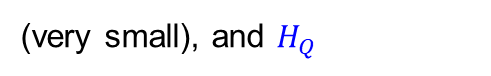 (very small), and H_Q